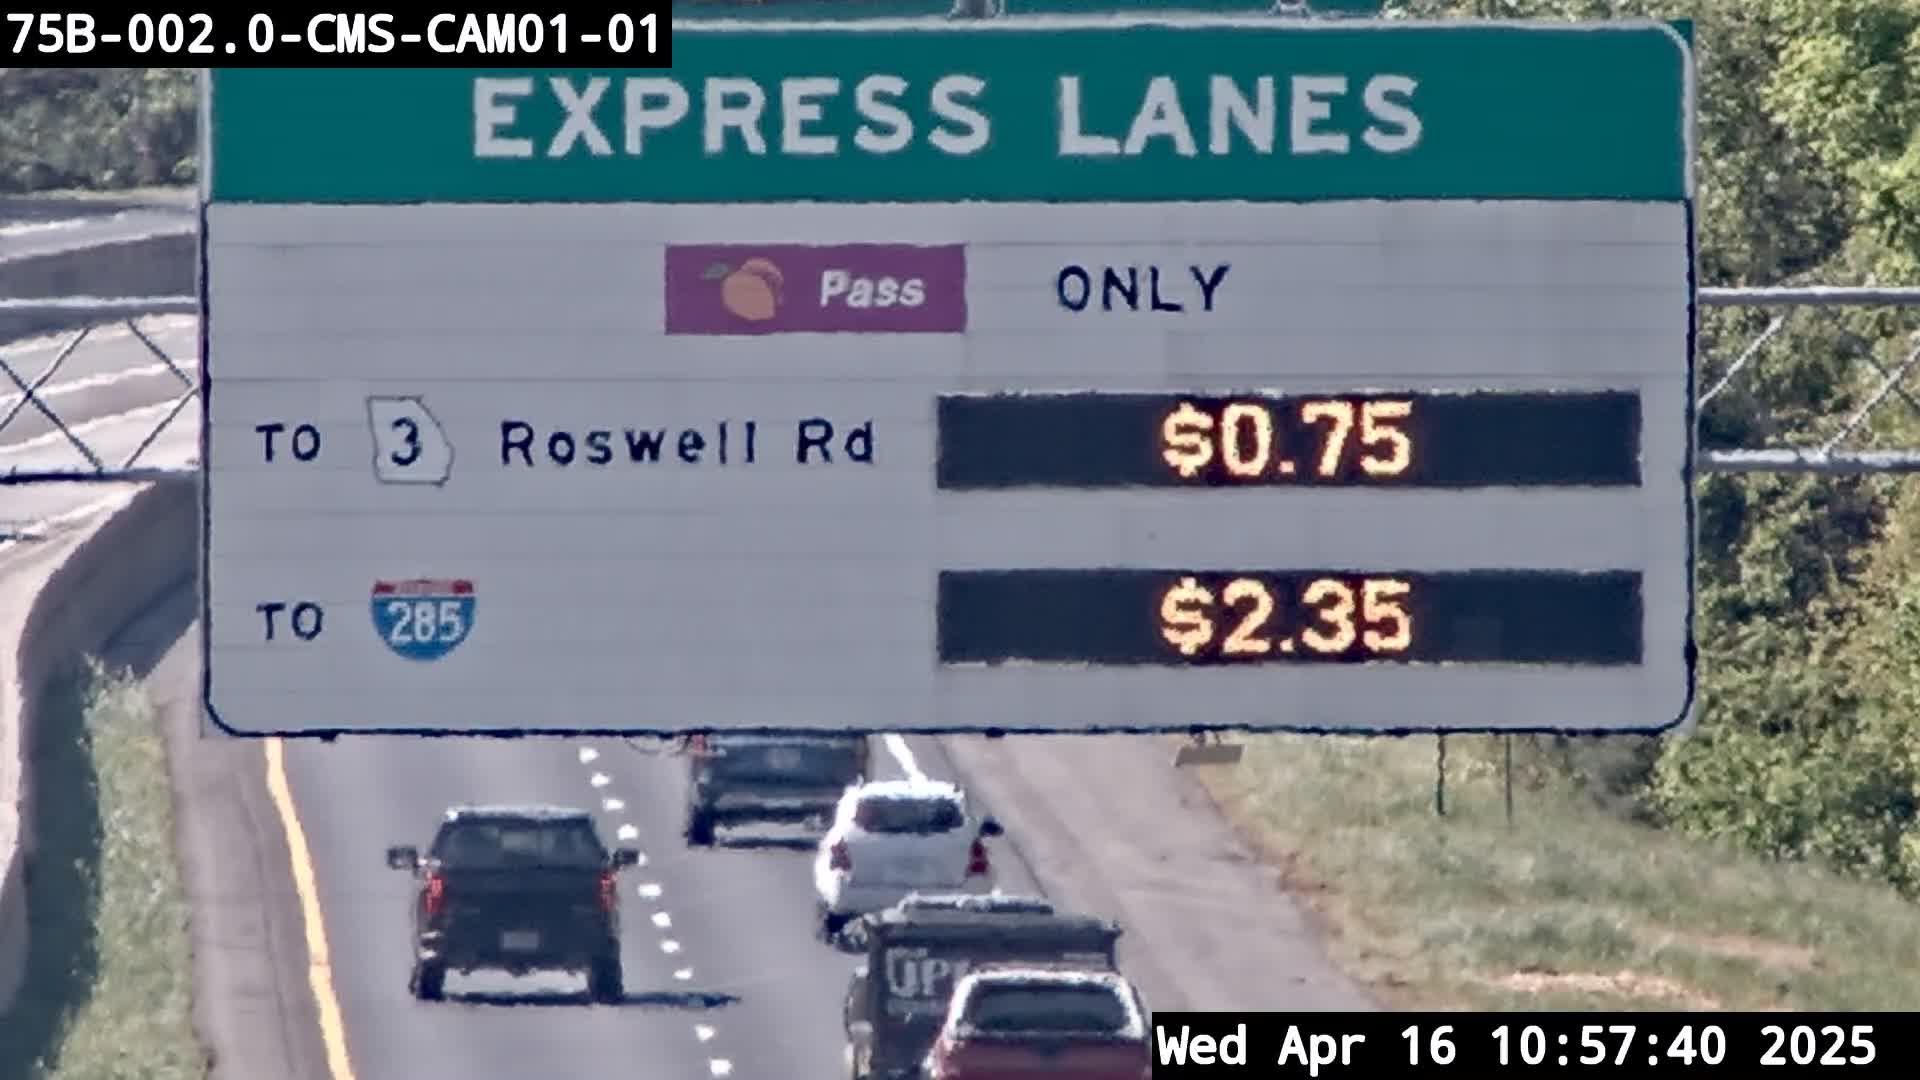 75B-002.0-CMS-CAM01-01
EXPRESS LANES
Pass ONLY
TO 3 Roswell Rd $0.75
TO 285 $2.35
Wed Apr 16 10:57:40 2025